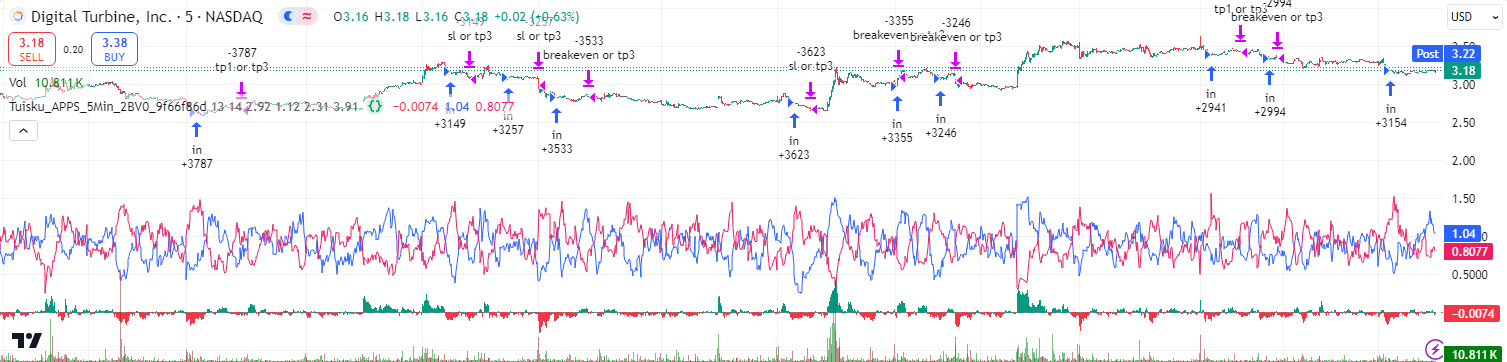 Digital Turbine, Inc. · 5 · NASDAQ
O3.16 H3.18 L3.16 C3.18 +0.02 (+0.63%)
USD
3.18
SELL
0.20
3.38
BUY
Vol 10.811K
Tuisku_APPS_5Min_2BV0_9f66f86d 13 14 2.92 1.12 2.31 3.91 {} −0.0074 1.04 0.8077
-3787
tp1 or tp3
in
+3787
-3149
sl or tp3
in
+3149
-3257
sl or tp3
in
+3257
-3533
breakeven or tp3
in
+3533
-3623
sl or tp3
in
+3623
-3355
in
+3355
-3246
breakeven or tp3
in
+3246
tp1 or tp3
in
+2941
-2994
breakeven or tp3
in
+2994
in
+3154
Post 3.22
3.18
3.00
2.50
2.00
1.50
1.04
0.8077
0.5000
−0.0074
10.811K